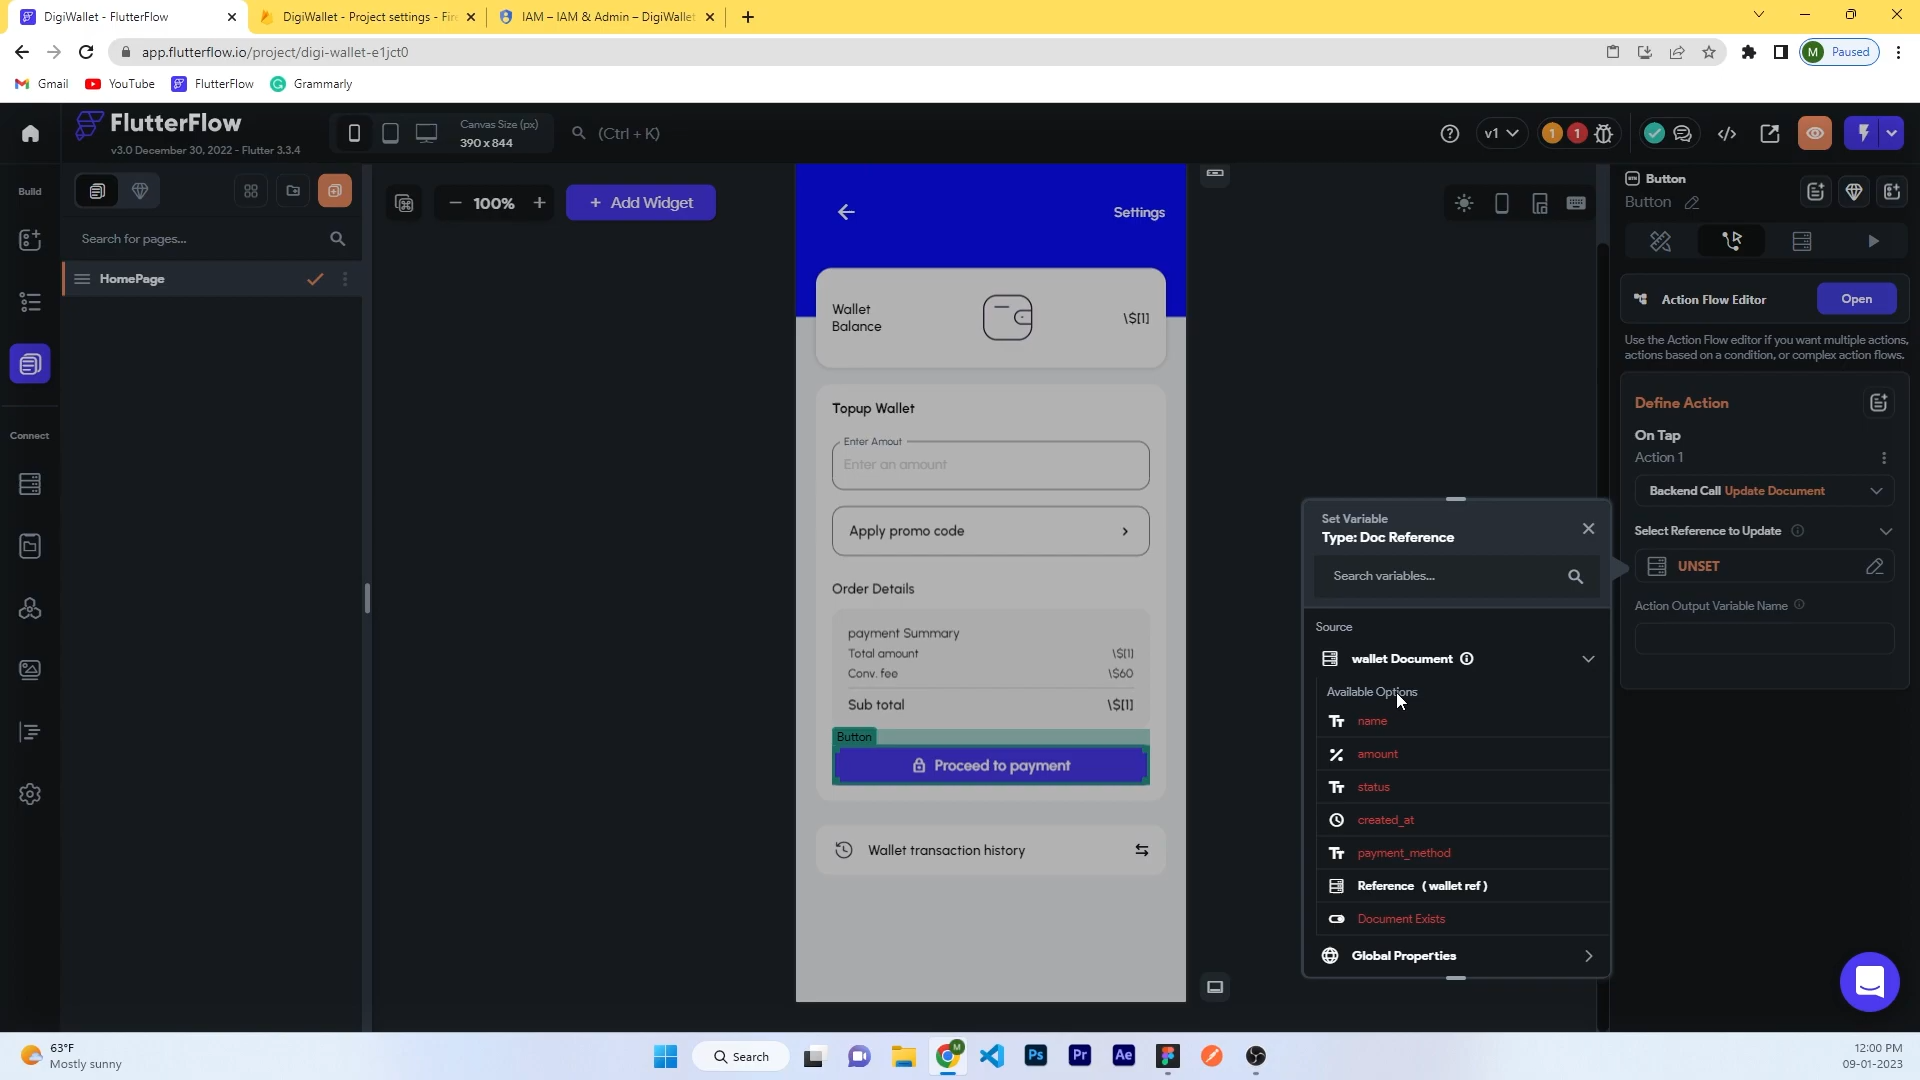 DigiWallet - FlutterFlow
DigiWallet - Project settings - Fire
IAM – IAM & Admin – DigiWallet
app.flutterflow.io/project/digi-wallet-e1jct0
M Paused
Gmail
YouTube
FlutterFlow
Grammarly
FlutterFlow
v3.0 December 30, 2022 - Flutter 3.3.4
Canvas Size (px)
390 x 844
(Ctrl + K)
v1
1
1
Build
Search for pages...
HomePage
Connect
100%
+ Add Widget
Settings
Wallet
Balance
\$[1]
Topup Wallet
Enter Amout
Enter an amount
Apply promo code
Order Details
payment Summary
Total amount \$[1]
Conv. fee \$60
Sub total \$[1]
Button
Proceed to payment
Wallet transaction history
Set Variable
Type: Doc Reference
Search variables...
Source
wallet Document
Available Options
name
amount
status
created_at
payment_method
Reference ( wallet ref )
Document Exists
Global Properties
Button
Button
Action Flow Editor
Open
Use the Action Flow editor if you want multiple actions,
actions based on a condition, or complex action flows.
Define Action
On Tap
Action 1
Backend Call Update Document
Select Reference to Update
UNSET
Action Output Variable Name
63°F
Mostly sunny
Search
M
Ps
Pr
Ae
12:00 PM
09-01-2023